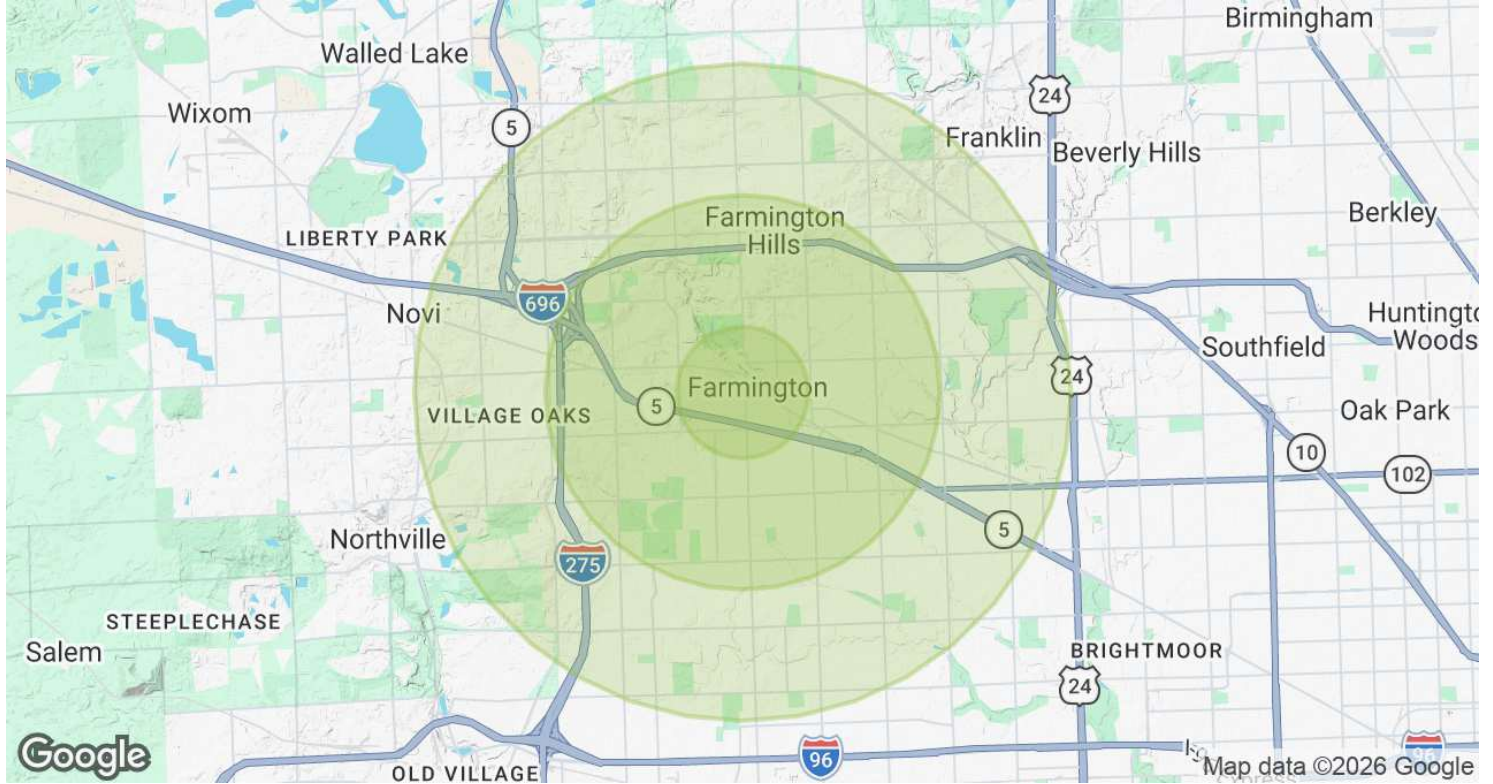 Birmingham
Walled Lake
24
Wixom
5
Franklin
Beverly Hills
Berkley
Farmington
Hills
LIBERTY PARK
696
Novi
Huntingto
Woods
Southfield
24
Farmington
5
VILLAGE OAKS
Oak Park
10
102
5
Northville
275
STEEPLECHASE
Salem
BRIGHTMOOR
24
96
96
Google
OLD VILLAGE
Map data ©2026 Google